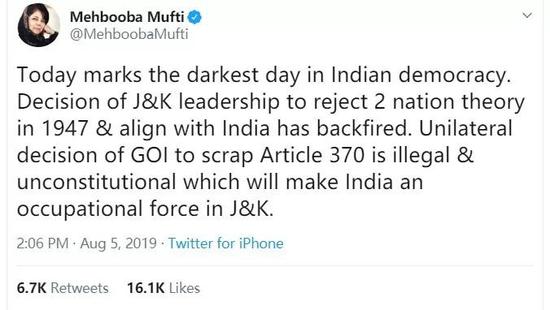 Mehbooba Mufti
@MehboobaMufti
Today marks the darkest day in Indian democracy.
Decision of J&K leadership to reject 2 nation theory
in 1947 & align with India has backfired. Unilateral
decision of GOI to scrap Article 370 is illegal &
unconstitutional which will make India an
occupational force in J&K.
2:06 PM · Aug 5, 2019 · Twitter for iPhone
6.7K Retweets 16.1K Likes